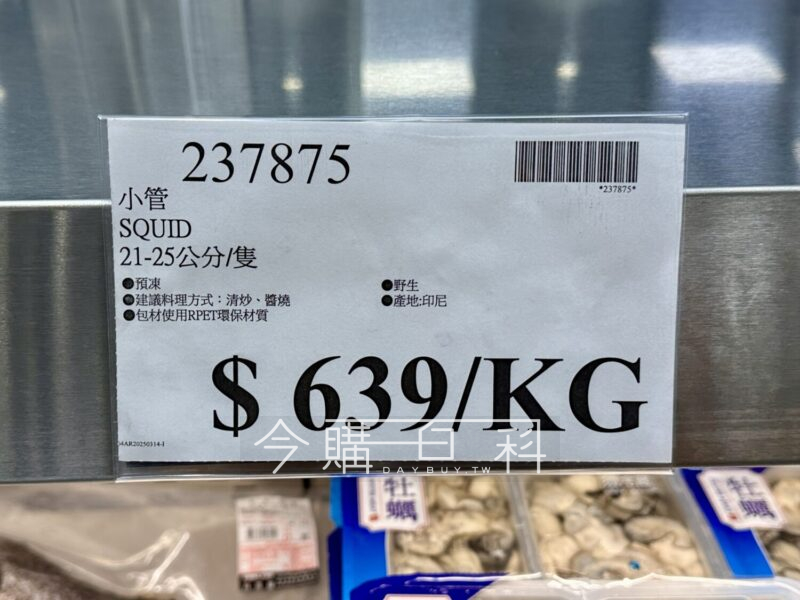 237875
*237875*
小管
SQUID
21-25公分/隻
●預凍
●野生
●建議料理方式：清炒、醬燒
●產地:印尼
●包材使用RPET環保材質
$ 639/KG
今購百科
DAYBUY.TW
牡蠣
牡蠣